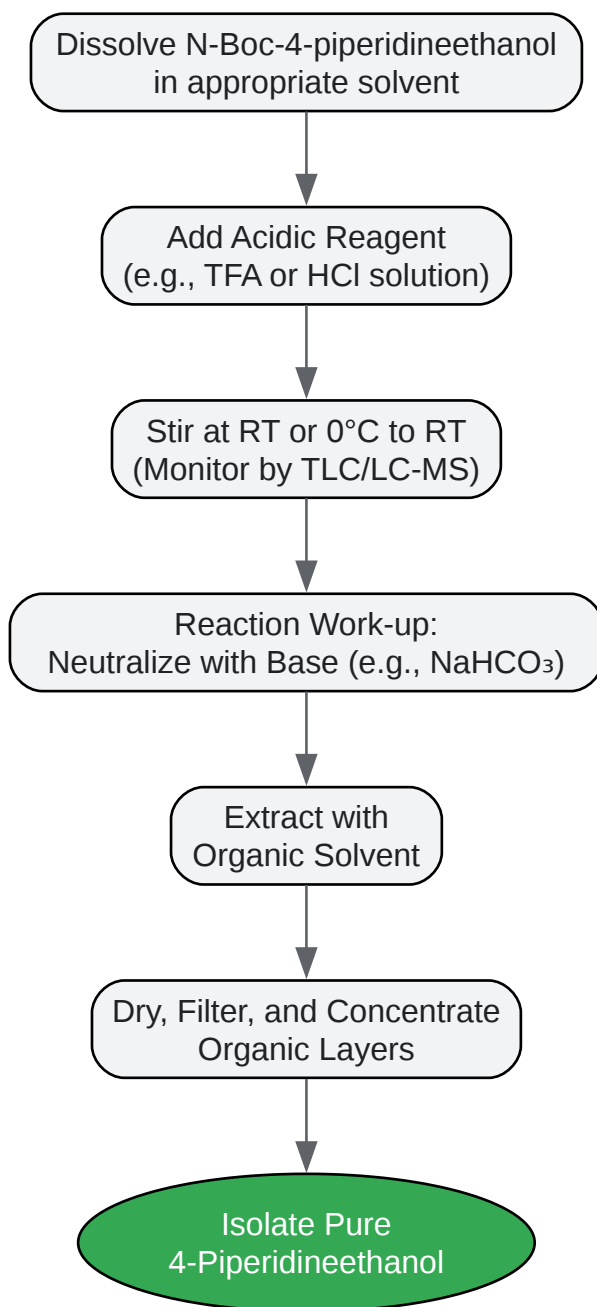 Dissolve N-Boc-4-piperidineethanol
in appropriate solvent
Add Acidic Reagent
(e.g., TFA or HCl solution)
Stir at RT or 0°C to RT
(Monitor by TLC/LC-MS)
Reaction Work-up:
Neutralize with Base (e.g., NaHCO₃)
Extract with
Organic Solvent
Dry, Filter, and Concentrate
Organic Layers
Isolate Pure
4-Piperidineethanol